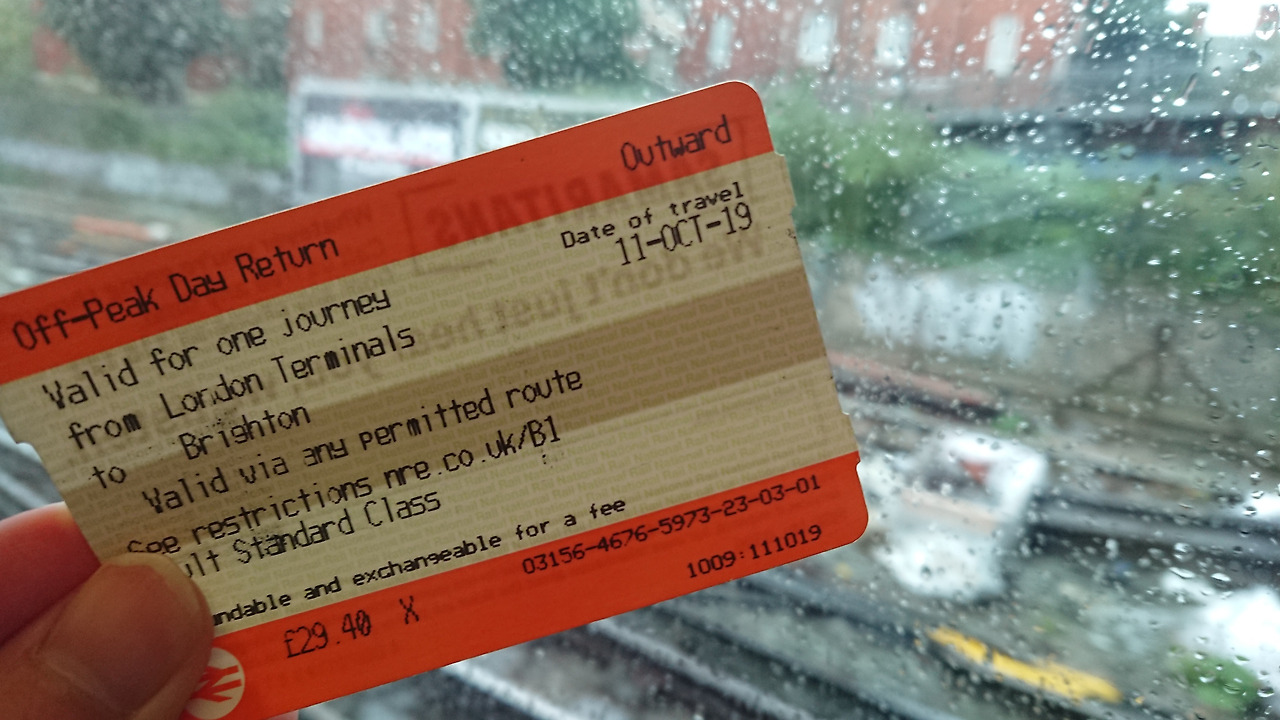 Off-Peak Day Return Outward
Date of travel
11-OCT-19
Valid for one journey
from London Terminals
to Brighton
Valid via any permitted route
See restrictions nre.co.uk/B1
ult Standard Class
undable and exchangeable for a fee
03156-4676-5973-23-03-01
£29.40 X 1009:111019